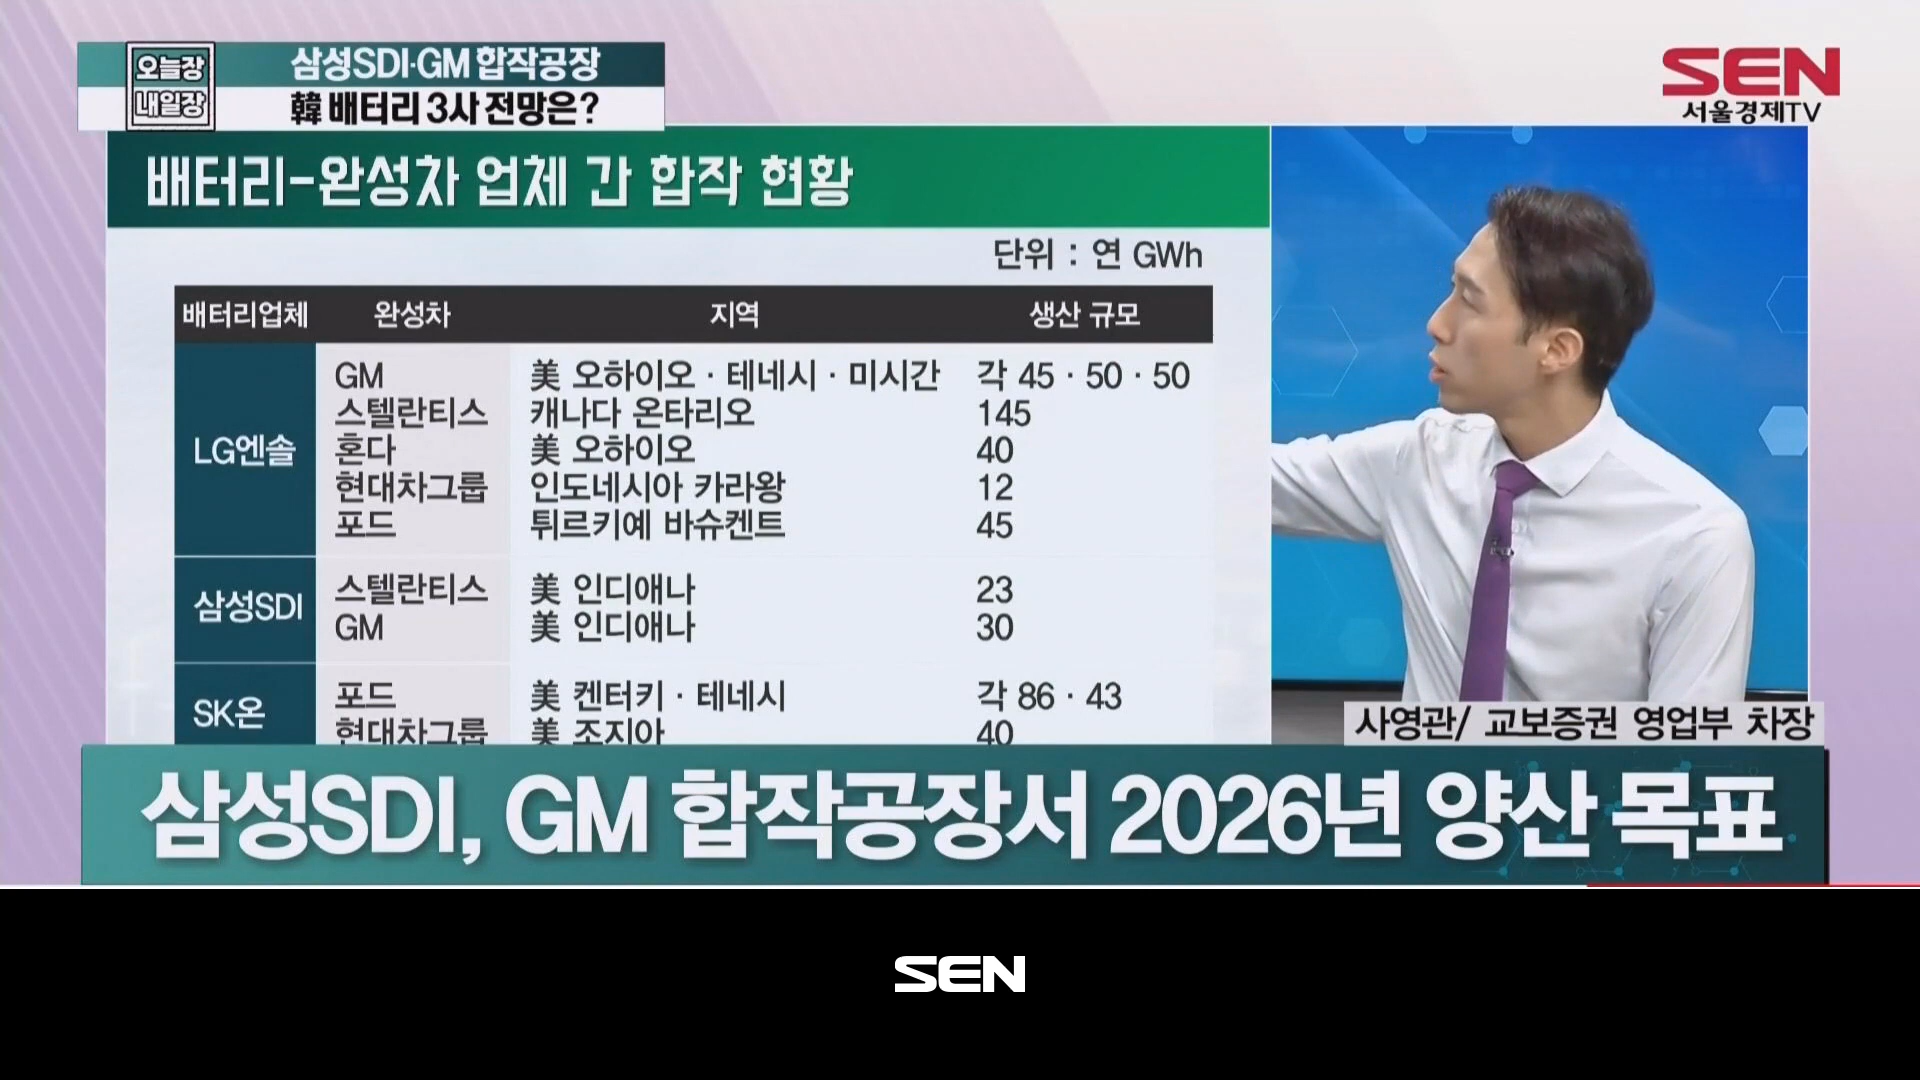 오늘장
내일장
삼성SDI·GM 합작공장
韓 배터리 3사 전망은?
SEN
서울경제TV
배터리-완성차 업체 간 합작 현황
단위 : 연 GWh
배터리업체 완성차 지역 생산 규모
LG엔솔
GM 美 오하이오 · 테네시 · 미시간 각 45 · 50 · 50
스텔란티스 캐나다 온타리오 145
혼다 美 오하이오 40
현대차그룹 인도네시아 카라왕 12
포드 튀르키예 바슈켄트 45
삼성SDI
스텔란티스 美 인디애나 23
GM 美 인디애나 30
SK온
포드 美 켄터키 · 테네시 각 86 · 43
현대차그룹 美 조지아 40
사영관/ 교보증권 영업부 차장
삼성SDI, GM 합작공장서 2026년 양산 목표
SEN